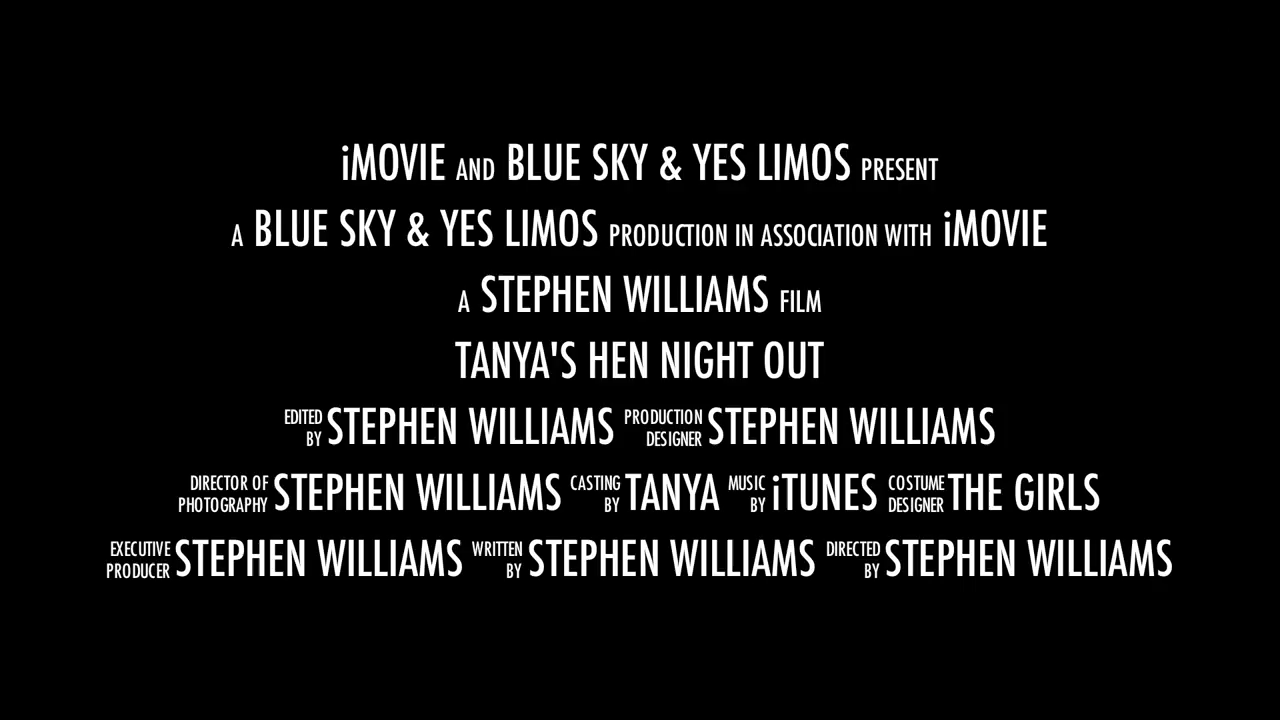 iMOVIE AND BLUE SKY & YES LIMOS PRESENT
A BLUE SKY & YES LIMOS PRODUCTION IN ASSOCIATION WITH iMOVIE
A STEPHEN WILLIAMS FILM
TANYA'S HEN NIGHT OUT
EDITED BY STEPHEN WILLIAMS PRODUCTION DESIGNER STEPHEN WILLIAMS
DIRECTOR OF PHOTOGRAPHY STEPHEN WILLIAMS CASTING BY TANYA MUSIC BY iTUNES COSTUME DESIGNER THE GIRLS
EXECUTIVE PRODUCER STEPHEN WILLIAMS WRITTEN BY STEPHEN WILLIAMS DIRECTED BY STEPHEN WILLIAMS